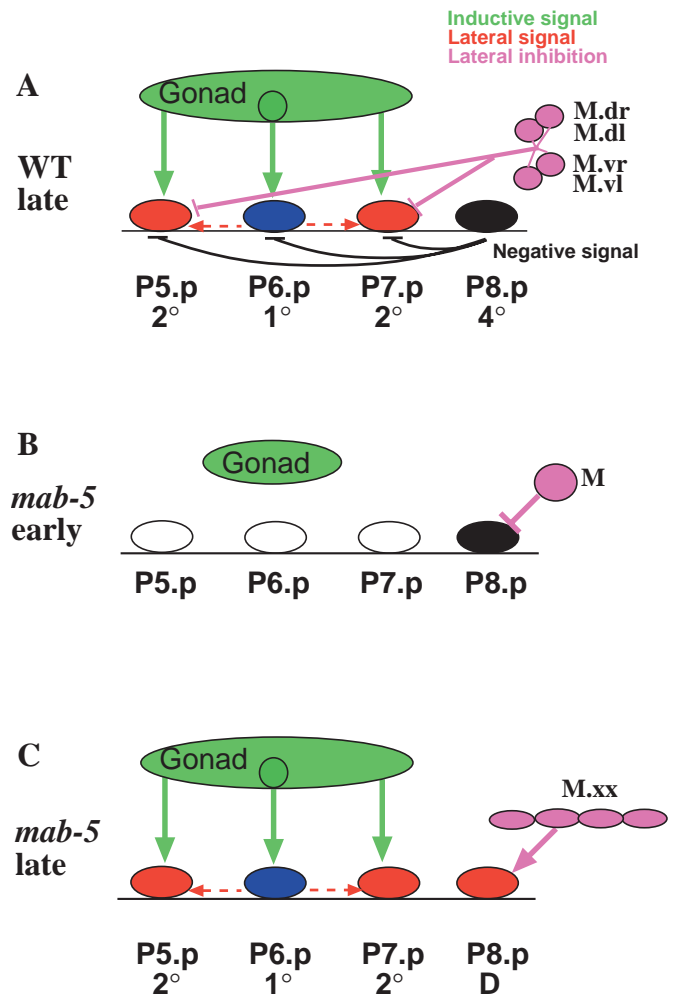 Inductive signal
Lateral signal
Lateral inhibition
A
Gonad
M.dr
M.dl
M.vr
M.vl
WT
late
Negative signal
P5.p P6.p P7.p P8.p
2° 1° 2° 4°
B
Gonad
M
mab-5
early
P5.p P6.p P7.p P8.p
C
Gonad
M.xx
mab-5
late
P5.p P6.p P7.p P8.p
2° 1° 2° D